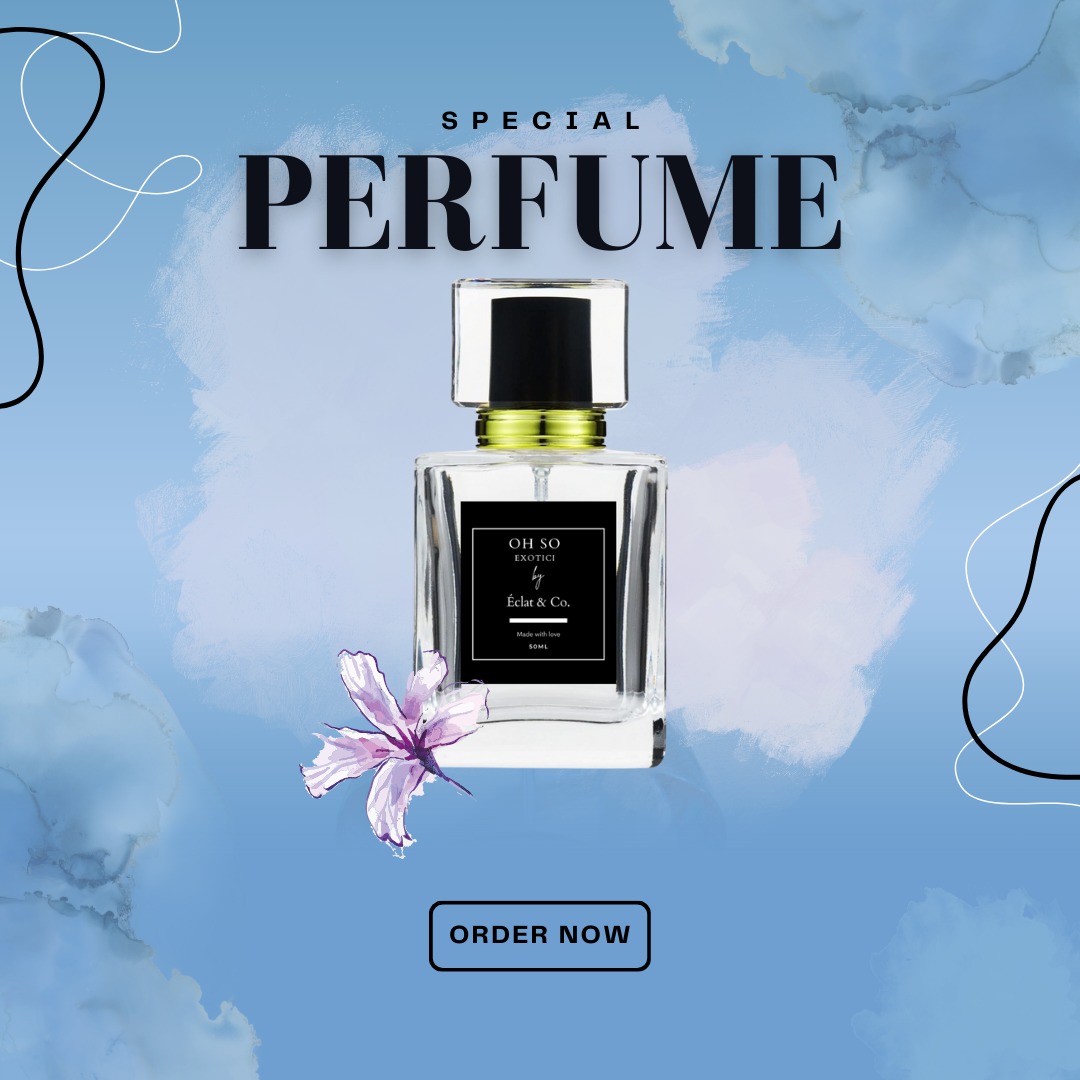 SPECIAL
PERFUME
OH SO
EXOTICI
by
Éclat & Co.
Made with love
50ML
ORDER NOW